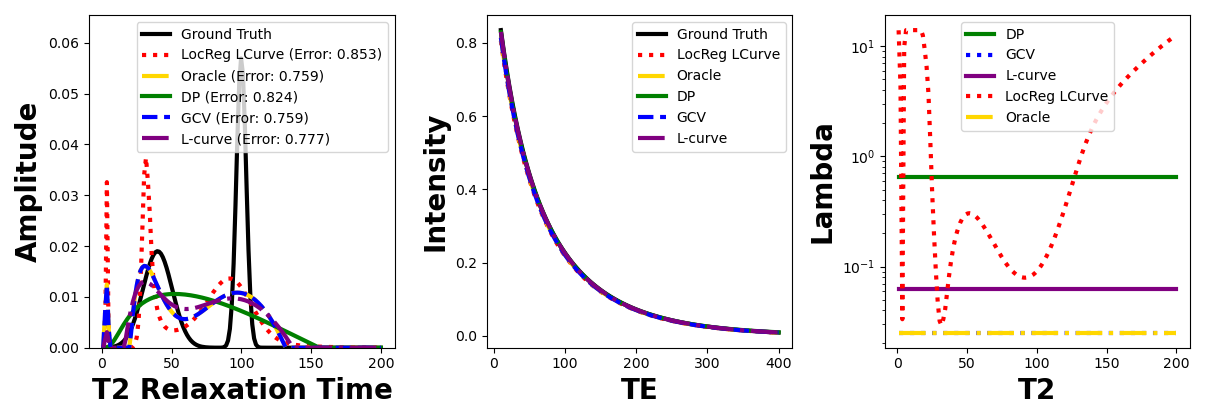 Amplitude
0.06
0.05
0.04
0.03
0.02
0.01
0.00
0 50 100 150 200
T2 Relaxation Time
Ground Truth
LocReg LCurve (Error: 0.853)
Oracle (Error: 0.759)
DP (Error: 0.824)
GCV (Error: 0.759)
L-curve (Error: 0.777)
Intensity
0.8
0.6
0.4
0.2
0.0
0 100 200 300 400
TE
Ground Truth
LocReg LCurve
Oracle
DP
GCV
L-curve
Lambda
10¹
10⁰
10⁻¹
0 50 100 150 200
T2
DP
GCV
L-curve
LocReg LCurve
Oracle